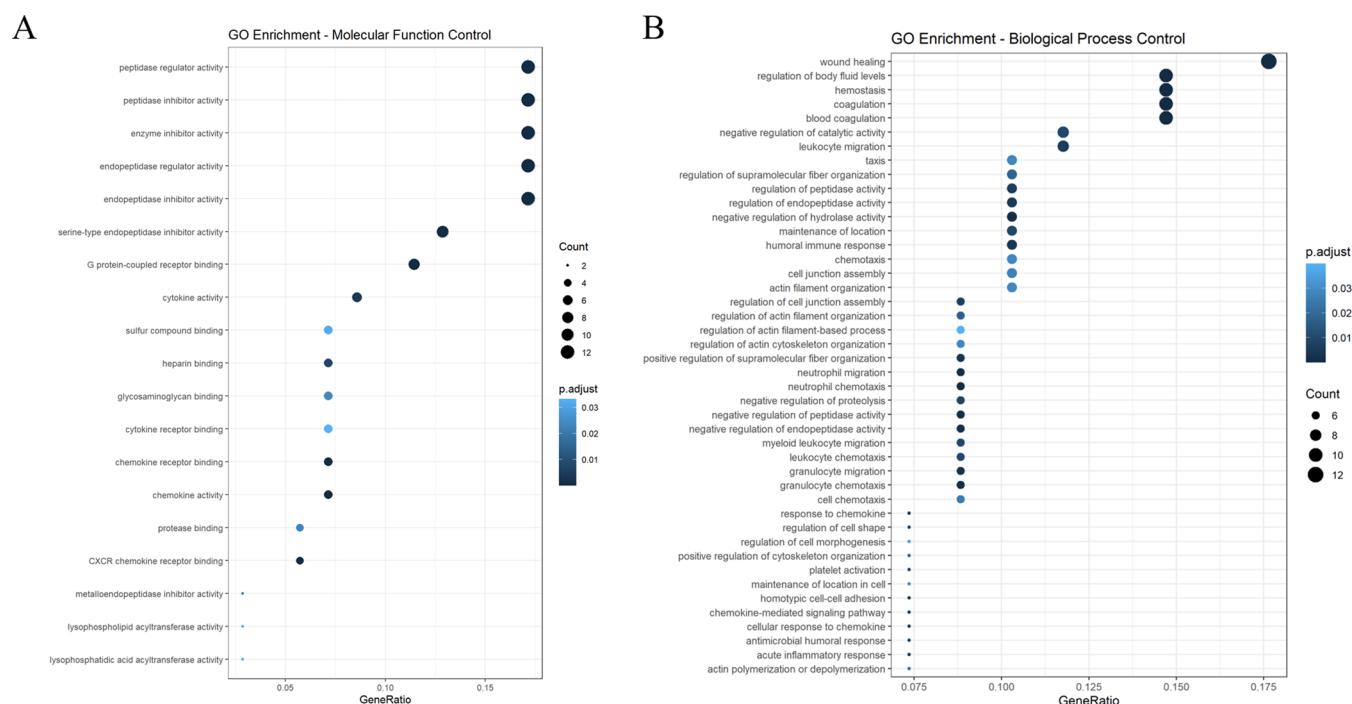 A
GO Enrichment - Molecular Function Control
peptidase regulator activity
peptidase inhibitor activity
enzyme inhibitor activity
endopeptidase regulator activity
endopeptidase inhibitor activity
serine-type endopeptidase inhibitor activity
G protein-coupled receptor binding
cytokine activity
sulfur compound binding
heparin binding
glycosaminoglycan binding
cytokine receptor binding
chemokine receptor binding
chemokine activity
protease binding
CXCR chemokine receptor binding
metalloendopeptidase inhibitor activity
lysophospholipid acyltransferase activity
lysophosphatidic acid acyltransferase activity
0.05 0.10 0.15
GeneRatio
Count
2
4
6
8
10
12
p.adjust
0.03
0.02
0.01
B
GO Enrichment - Biological Process Control
wound healing
regulation of body fluid levels
hemostasis
coagulation
blood coagulation
negative regulation of catalytic activity
leukocyte migration
taxis
regulation of supramolecular fiber organization
regulation of peptidase activity
regulation of endopeptidase activity
negative regulation of hydrolase activity
maintenance of location
humoral immune response
chemotaxis
cell junction assembly
actin filament organization
regulation of cell junction assembly
regulation of actin filament organization
regulation of actin filament-based process
regulation of actin cytoskeleton organization
positive regulation of supramolecular fiber organization
neutrophil migration
neutrophil chemotaxis
negative regulation of proteolysis
negative regulation of peptidase activity
negative regulation of endopeptidase activity
myeloid leukocyte migration
leukocyte chemotaxis
granulocyte migration
granulocyte chemotaxis
cell chemotaxis
response to chemokine
regulation of cell shape
regulation of cell morphogenesis
positive regulation of cytoskeleton organization
platelet activation
maintenance of location in cell
homotypic cell-cell adhesion
chemokine-mediated signaling pathway
cellular response to chemokine
antimicrobial humoral response
acute inflammatory response
actin polymerization or depolymerization
0.075 0.100 0.125 0.150 0.175
GeneRatio
p.adjust
0.03
0.02
0.01
Count
6
8
10
12